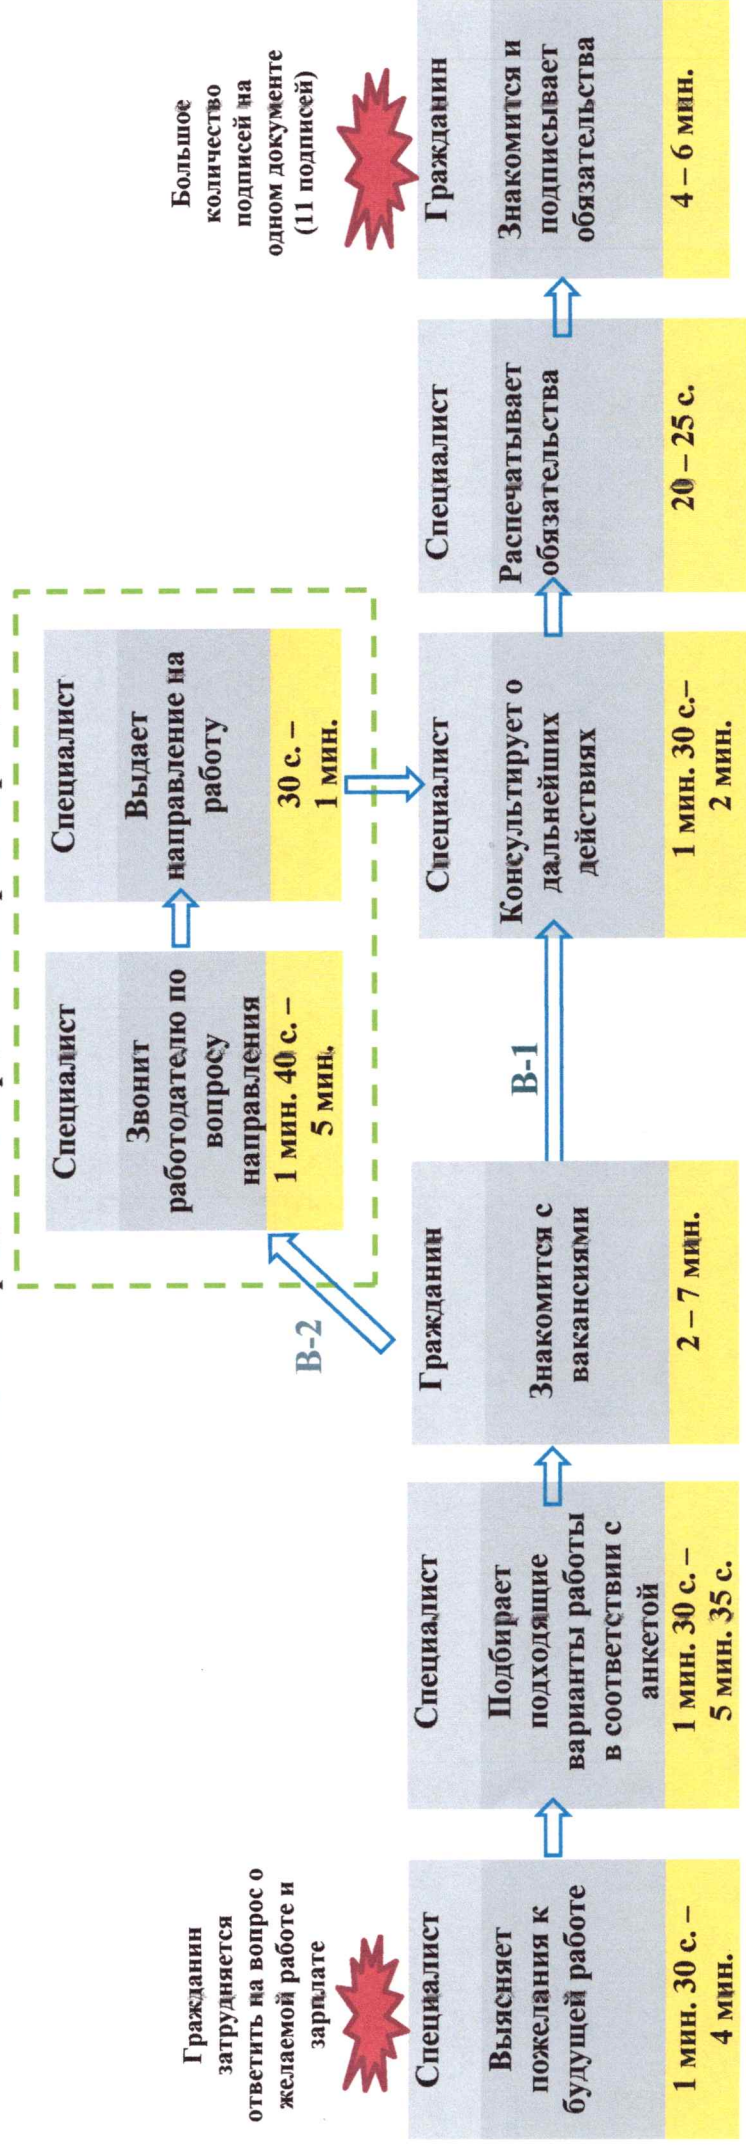 Гражданин
затрудняется
ответить на вопрос о
желаемой работе и
зарплате
Специалист
Выясняет
пожелания к
будущей работе
1 мин. 30 с. –
4 мин.
Специалист
Подбирает
подходящие
варианты работы
в соответствии с
анкетой
1 мин. 30 с. –
5 мин. 35 с.
Гражданин
Знакомится с
вакансиями
2 – 7 мин.
В-2
Специалист
Звонит
работодателю по
вопросу
направления
1 мин. 40 с. –
5 мин.
Специалист
Выдает
направление на
работу
30 с. –
1 мин.
В-1
Специалист
Консультирует о
дальнейших
действиях
1 мин. 30 с.–
2 мин.
Специалист
Распечатывает
обязательства
20 – 25 с.
Большое
количество
подписей на
одном документе
(11 подписей)
Гражданин
Знакомится и
подписывает
обязательства
4 – 6 мин.